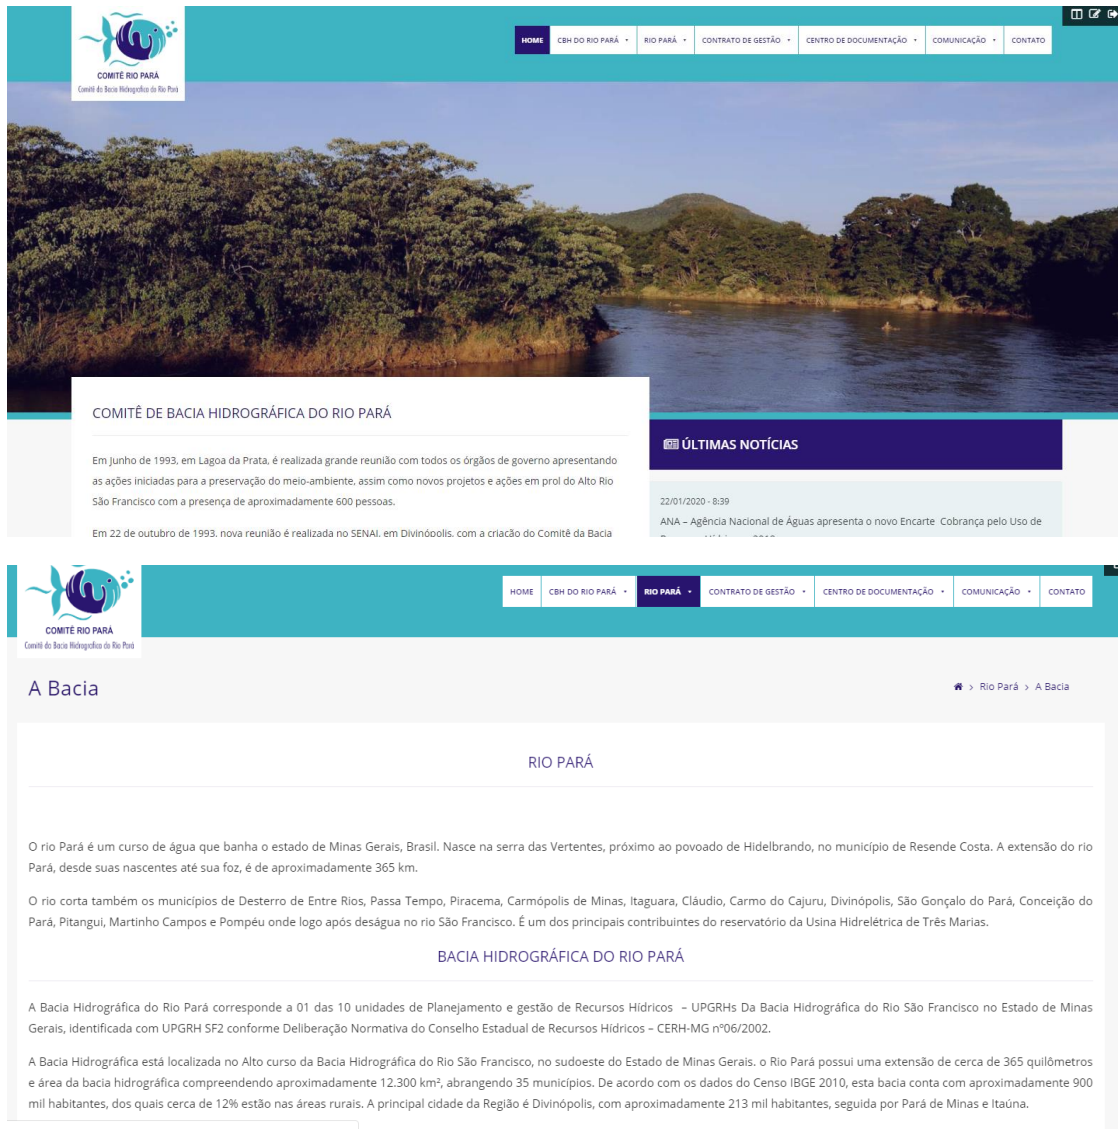 HOME
CBH DO RIO PARÁ
RIO PARÁ
CONTRATO DE GESTÃO
CENTRO DE DOCUMENTAÇÃO
COMUNICAÇÃO
CONTATO
COMITÊ RIO PARÁ
Comitê da Bacia Hidrografica do Rio Pará
COMITÊ DE BACIA HIDROGRÁFICA DO RIO PARÁ
Em Junho de 1993, em Lagoa da Prata, é realizada grande reunião com todos os órgãos de governo apresentando
as ações iniciadas para a preservação do meio-ambiente, assim como novos projetos e ações em prol do Alto Rio
São Francisco com a presença de aproximadamente 600 pessoas.
Em 22 de outubro de 1993, nova reunião é realizada no SENAI, em Divinópolis, com a criação do Comitê da Bacia
ÚLTIMAS NOTÍCIAS
22/01/2020 - 8:39
ANA – Agência Nacional de Águas apresenta o novo Encarte Cobrança pelo Uso de
HOME
CBH DO RIO PARÁ
RIO PARÁ
CONTRATO DE GESTÃO
CENTRO DE DOCUMENTAÇÃO
COMUNICAÇÃO
CONTATO
COMITÊ RIO PARÁ
Comitê da Bacia Hidrografica do Rio Pará
A Bacia
> Rio Pará > A Bacia
RIO PARÁ
O rio Pará é um curso de água que banha o estado de Minas Gerais, Brasil. Nasce na serra das Vertentes, próximo ao povoado de Hidelbrando, no município de Resende Costa. A extensão do rio
Pará, desde suas nascentes até sua foz, é de aproximadamente 365 km.
O rio corta também os municípios de Desterro de Entre Rios, Passa Tempo, Piracema, Carmópolis de Minas, Itaguara, Cláudio, Carmo do Cajuru, Divinópolis, São Gonçalo do Pará, Conceição do
Pará, Pitangui, Martinho Campos e Pompéu onde logo após deságua no rio São Francisco. É um dos principais contribuintes do reservatório da Usina Hidrelétrica de Três Marias.
BACIA HIDROGRÁFICA DO RIO PARÁ
A Bacia Hidrográfica do Rio Pará corresponde a 01 das 10 unidades de Planejamento e gestão de Recursos Hídricos – UPGRHs Da Bacia Hidrográfica do Rio São Francisco no Estado de Minas
Gerais, identificada com UPGRH SF2 conforme Deliberação Normativa do Conselho Estadual de Recursos Hídricos – CERH-MG nº06/2002.
A Bacia Hidrográfica está localizada no Alto curso da Bacia Hidrográfica do Rio São Francisco, no sudoeste do Estado de Minas Gerais. o Rio Pará possui uma extensão de cerca de 365 quilômetros
e área da bacia hidrográfica compreendendo aproximadamente 12.300 km², abrangendo 35 municípios. De acordo com os dados do Censo IBGE 2010, esta bacia conta com aproximadamente 900
mil habitantes, dos quais cerca de 12% estão nas áreas rurais. A principal cidade da Região é Divinópolis, com aproximadamente 213 mil habitantes, seguida por Pará de Minas e Itaúna.